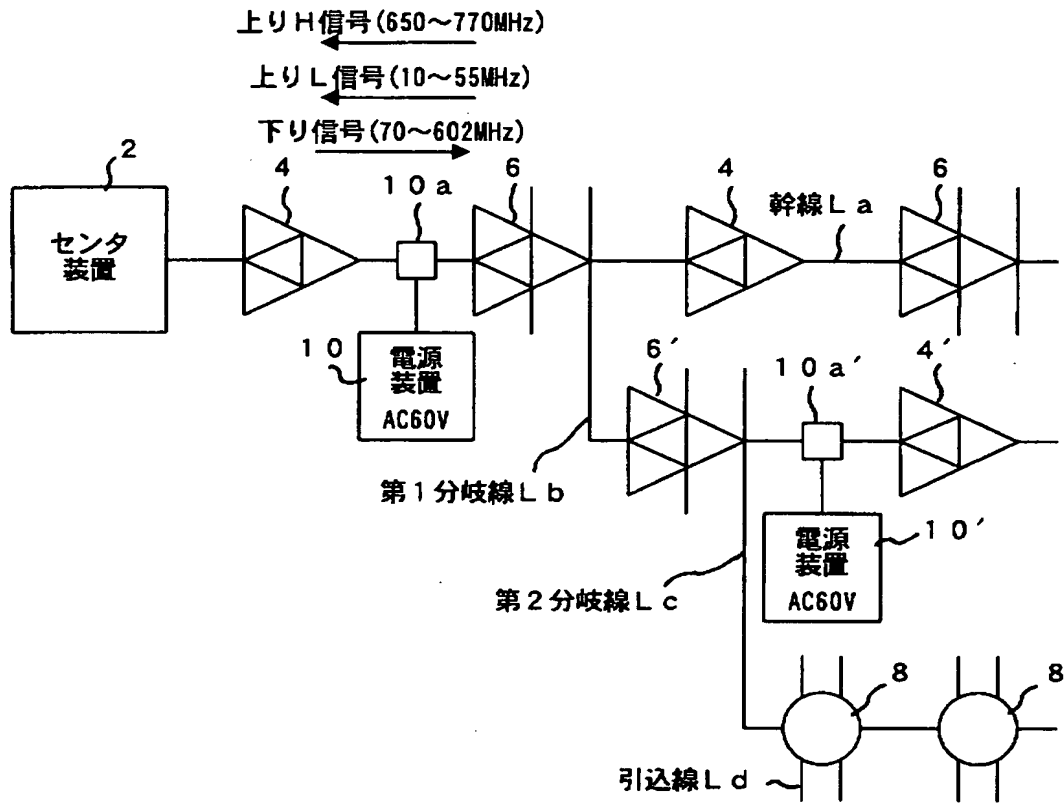 上りH信号(650～770MHz)
上りL信号(10～55MHz)
下り信号(70～602MHz)
2
4
10a
6
4
幹線La
6
センタ
装置
10
電源
装置
AC60V
6′
10a′
4′
第1分岐線Lb
10′
電源
装置
AC60V
第2分岐線Lc
8
8
引込線Ld